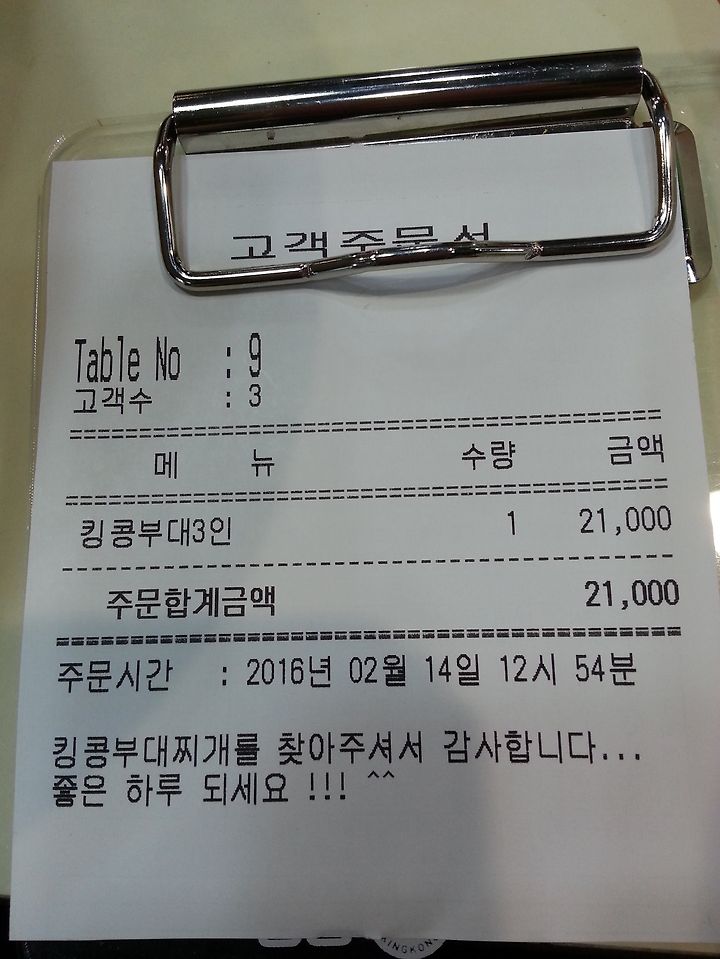 고객주문서
Table No : 9
고객수 : 3
메 뉴 수량 금액
킹콩부대3인 1 21,000
주문합계금액 21,000
주문시간 : 2016년 02월 14일 12시 54분
킹콩부대찌개를 찾아주셔서 감사합니다...
좋은 하루 되세요 !!! ^^
KINGKONG